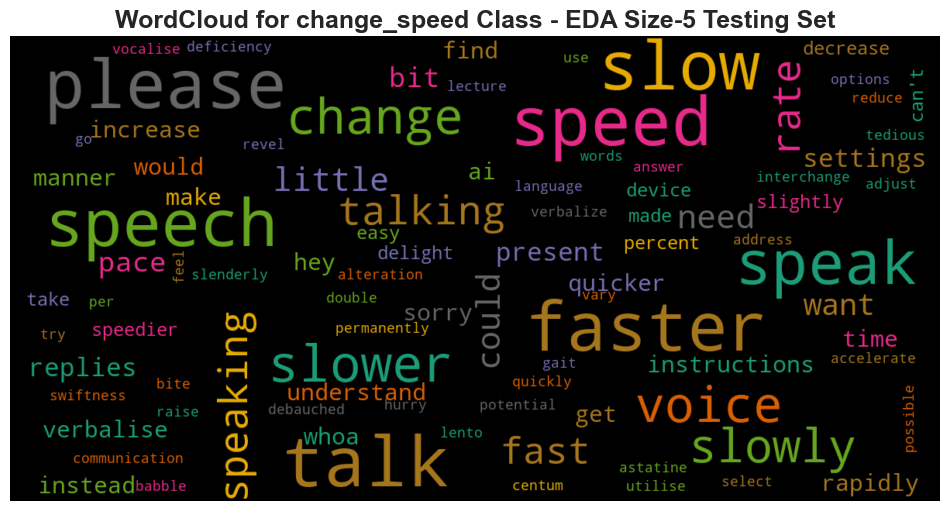 WordCloud for change_speed Class - EDA Size-5 Testing Set
vocalise deficiency find use slow decrease
please bit lecture rate options can't
change speed reduce
go increase revel tedious
words answer settings
manner would little ai language device interchange adjust
make talking verbalize made need slightly
speech easy percent address
pace feel slenderly hey delight present speak
alteration quicker
take per double sorry could vary want
try speedier permanently faster time
replies slower gait instructions accelerate
swiftness bite understand quickly
raise debauched hurry potential voice possible
verbalise speaking whoa lento get slowly
communication talk fast astatine
instead babble centum utilise select rapidly